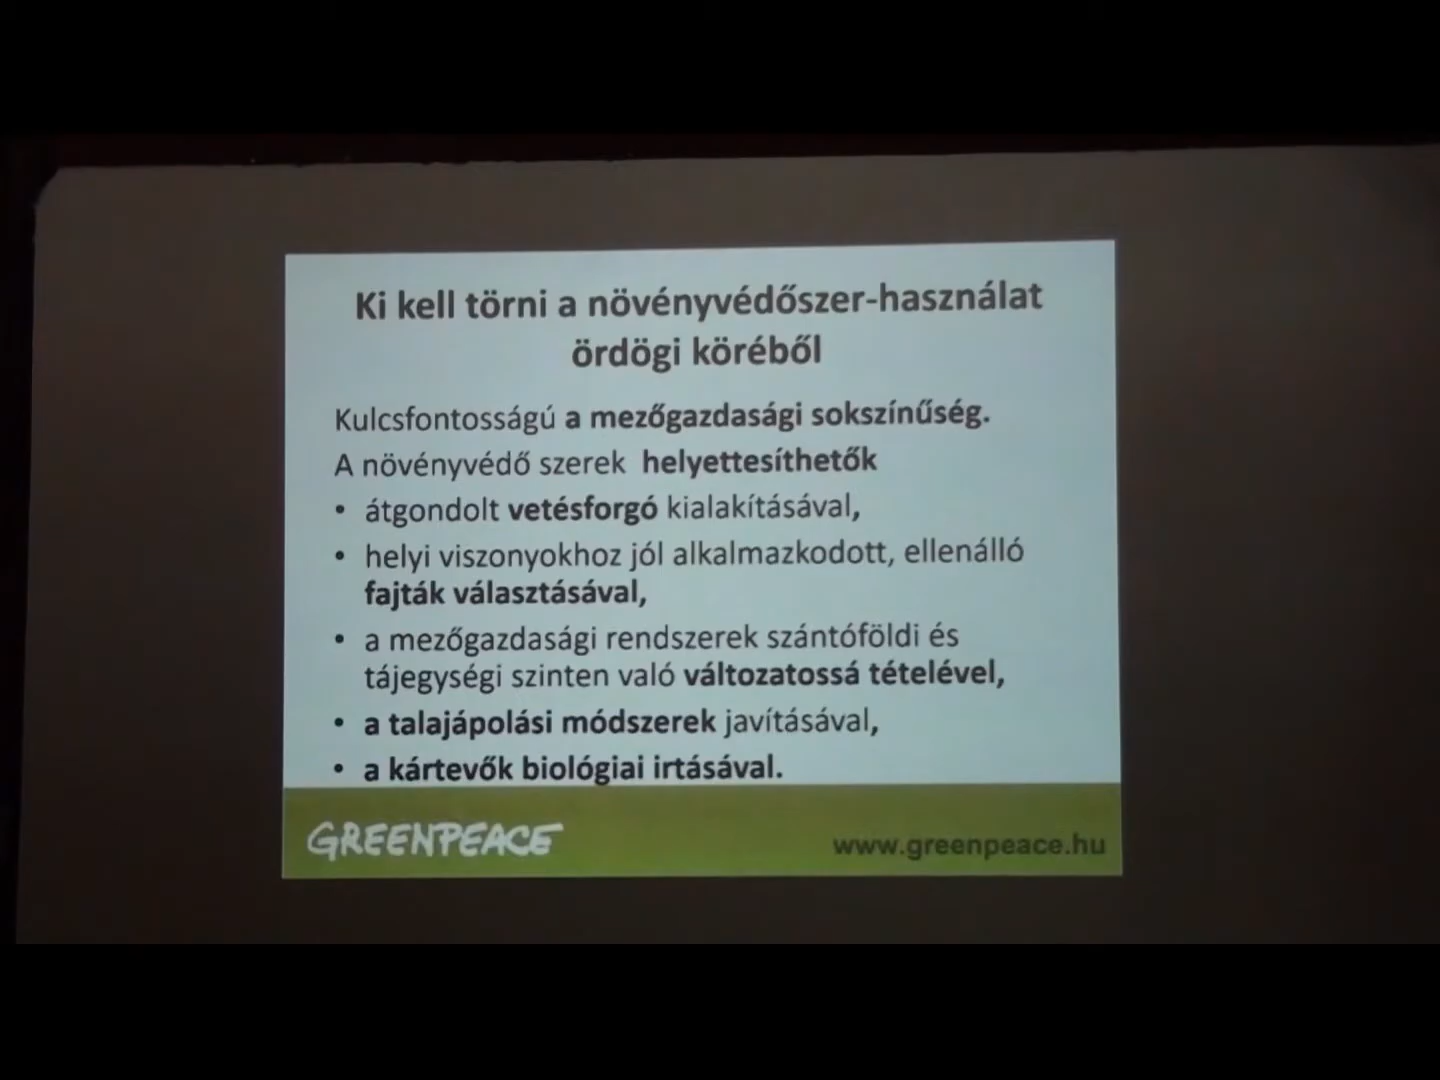 Ki kell törni a növényvédőszer-használat
ördögi köréből
Kulcsfontosságú a mezőgazdasági sokszínűség.
A növényvédő szerek helyettesíthetők
• átgondolt vetésforgó kialakításával,
• helyi viszonyokhoz jól alkalmazkodott, ellenálló
fajták választásával,
• a mezőgazdasági rendszerek szántóföldi és
tájegységi szinten való változatossá tételével,
• a talajápolási módszerek javításával,
• a kártevők biológiai irtásával.
GREENPEACE
www.greenpeace.hu